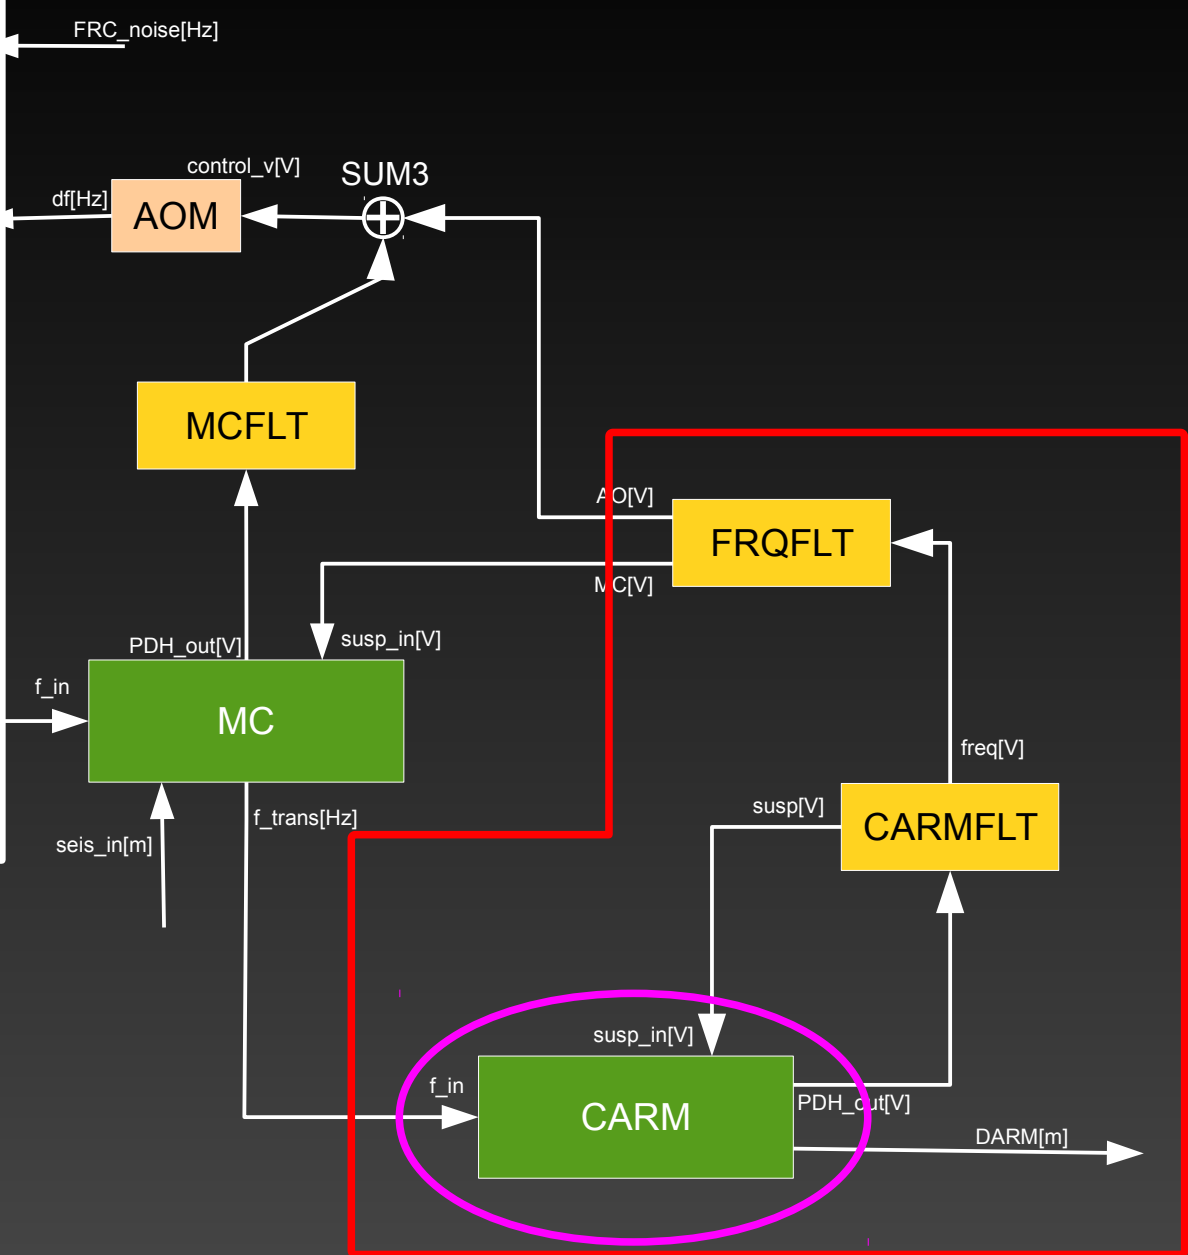 FRC_noise[Hz]
control_v[V]
SUM3
df[Hz]
AOM
MCFLT
AO[V]
FRQFLT
MC[V]
PDH_out[V]
susp_in[V]
f_in
MC
freq[V]
susp[V]
f_trans[Hz]
CARMFLT
seis_in[m]
susp_in[V]
f_in
CARM
PDH_out[V]
DARM[m]